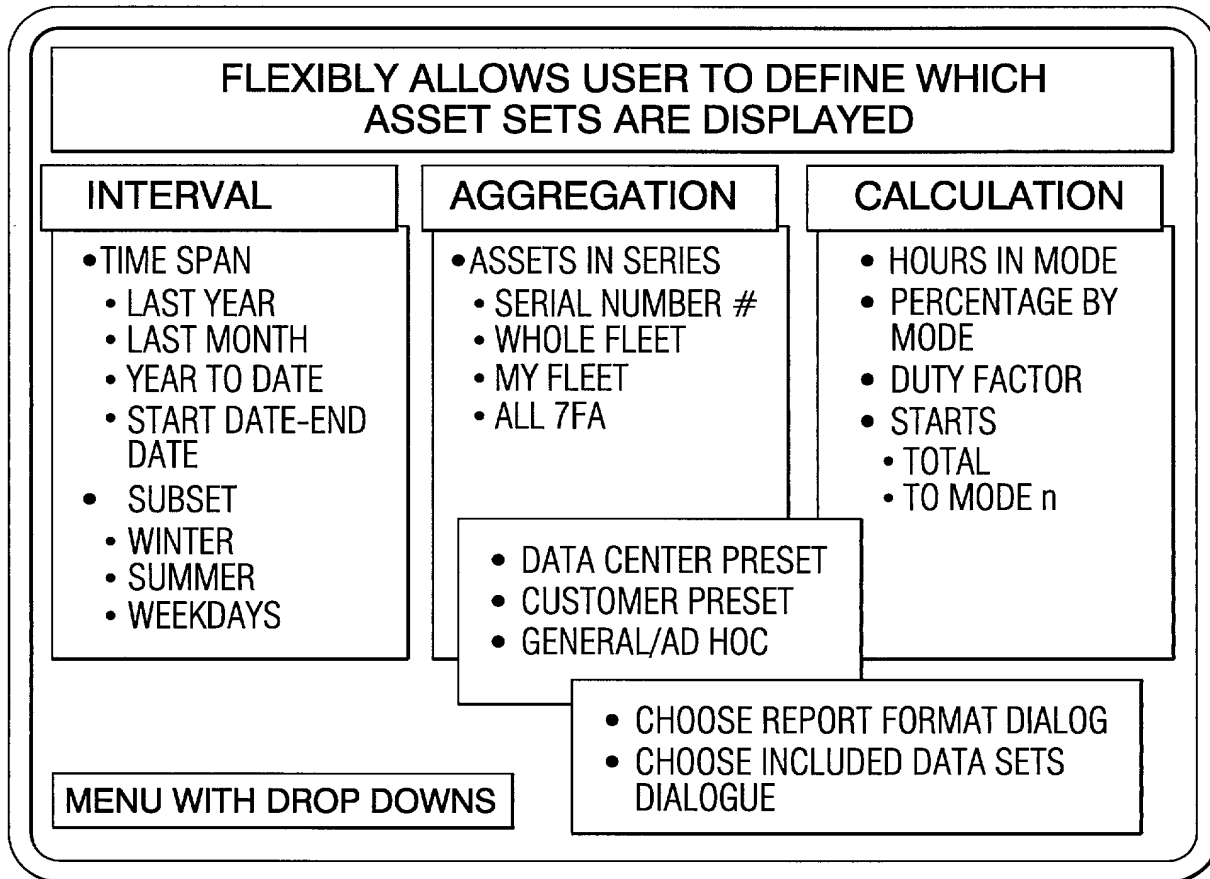 FLEXIBLY ALLOWS USER TO DEFINE WHICH
ASSET SETS ARE DISPLAYED
INTERVAL
•TIME SPAN
• LAST YEAR
• LAST MONTH
• YEAR TO DATE
• START DATE-END
DATE
• SUBSET
• WINTER
• SUMMER
• WEEKDAYS
AGGREGATION
•ASSETS IN SERIES
• SERIAL NUMBER #
• WHOLE FLEET
• MY FLEET
• ALL 7FA
CALCULATION
• HOURS IN MODE
• PERCENTAGE BY
MODE
• DUTY FACTOR
• STARTS
• TOTAL
• TO MODE n
• DATA CENTER PRESET
• CUSTOMER PRESET
• GENERAL/AD HOC
• CHOOSE REPORT FORMAT DIALOG
• CHOOSE INCLUDED DATA SETS
DIALOGUE
MENU WITH DROP DOWNS